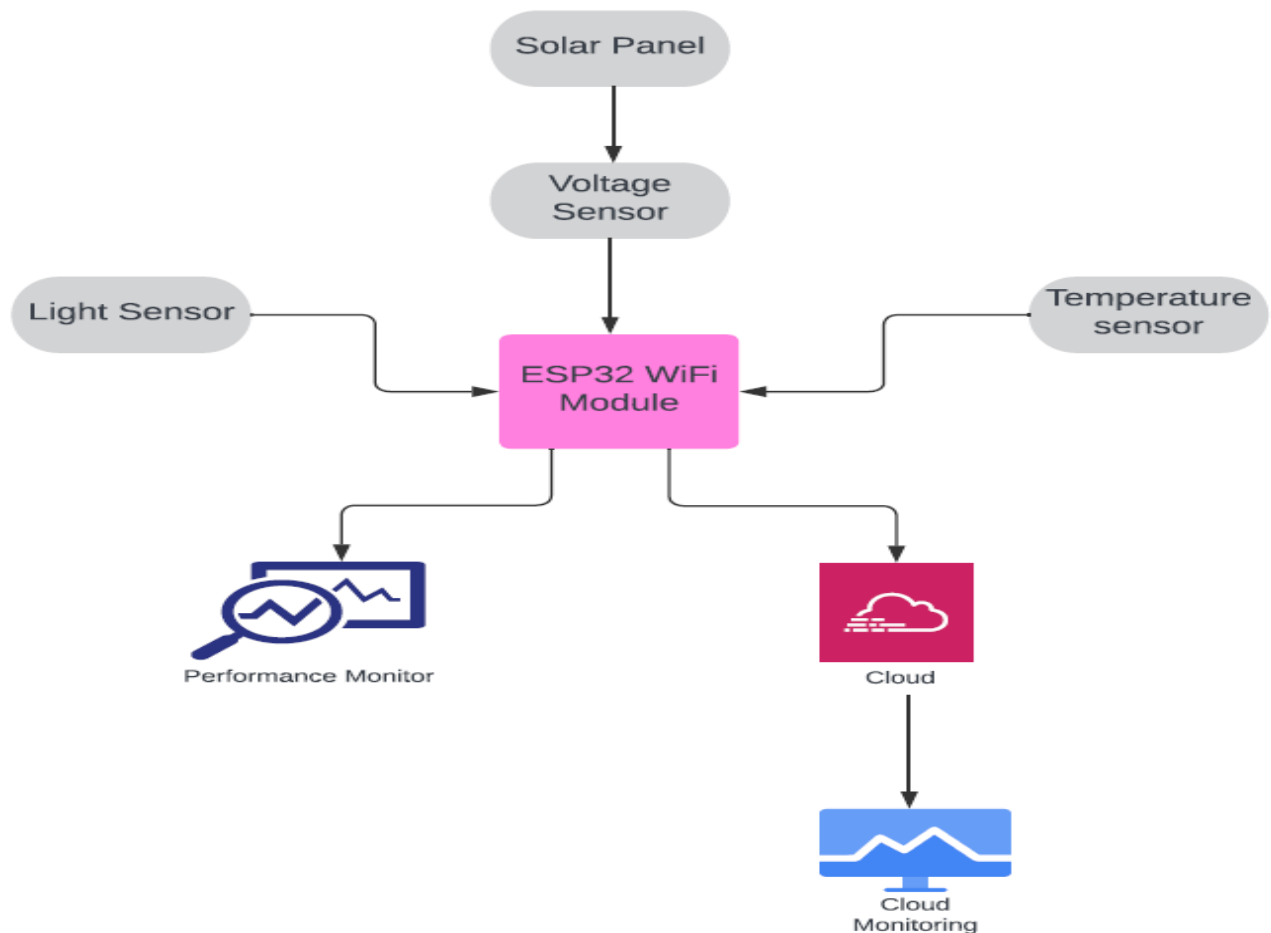 Solar Panel
Voltage
Sensor
Light Sensor
Temperature
sensor
ESP32 WiFi
Module
Performance Monitor
Cloud
Cloud
Monitoring